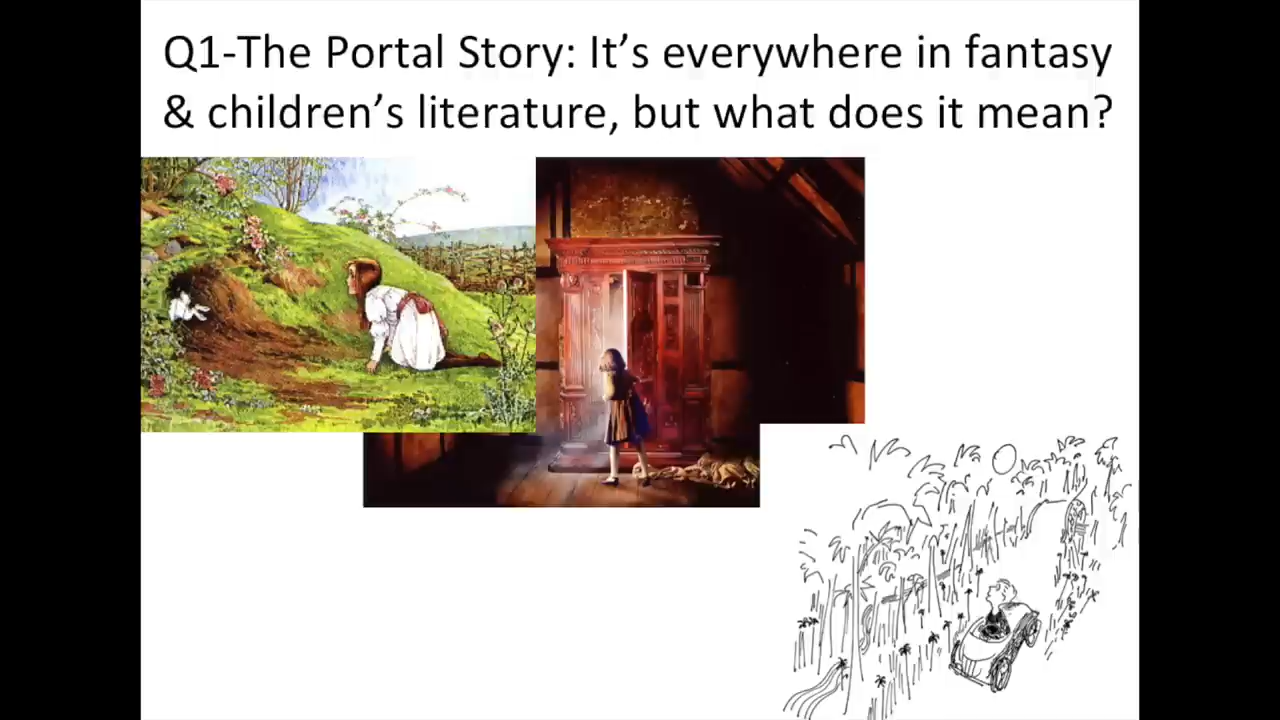 Q1-The Portal Story: It’s everywhere in fantasy
& children’s literature, but what does it mean?